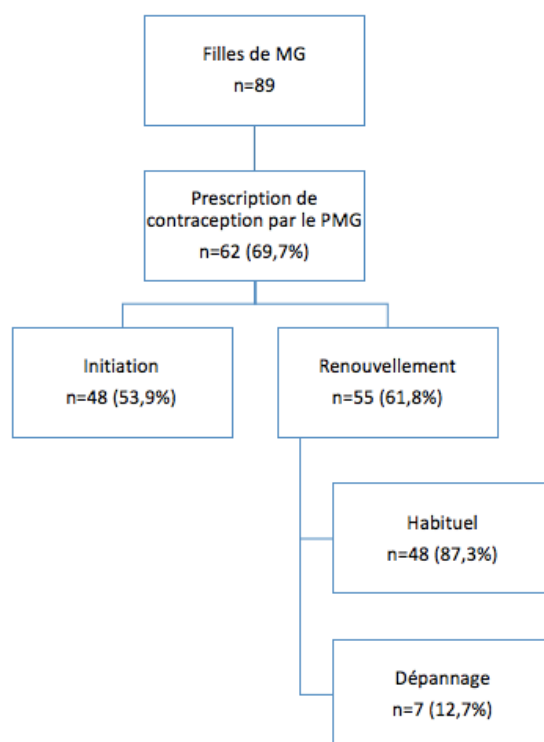 Filles de MG
n=89
Prescription de
contraception par le PMG
n=62 (69,7%)
Initiation
n=48 (53,9%)
Renouvellement
n=55 (61,8%)
Habituel
n=48 (87,3%)
Dépannage
n=7 (12,7%)